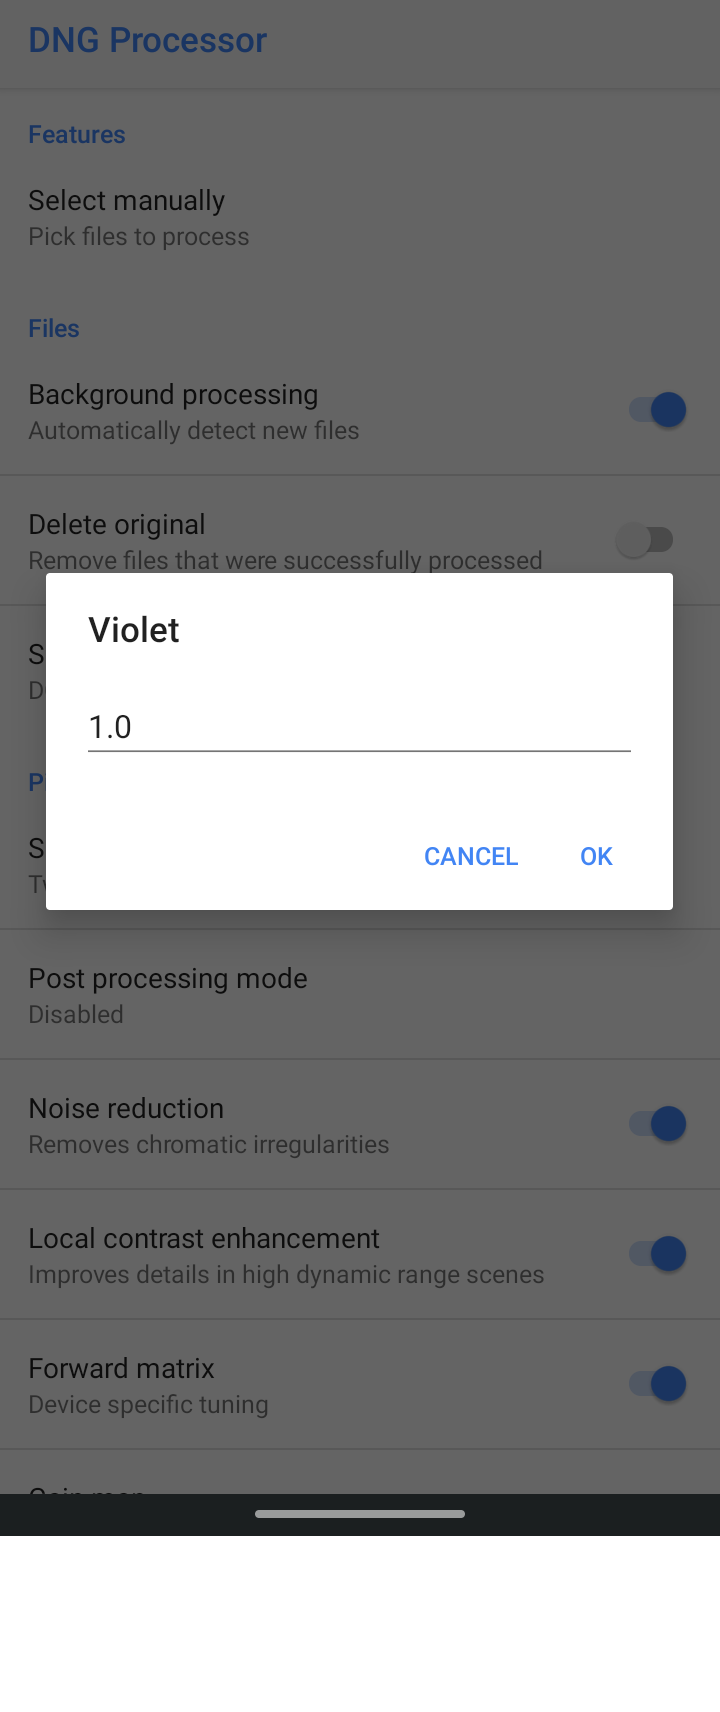 DNG Processor
Features
Select manually
Pick files to process
Files
Background processing
Automatically detect new files
Delete original
Remove files that were successfully processed
Violet
1.0
CANCEL
OK
Post processing mode
Disabled
Noise reduction
Removes chromatic irregularities
Local contrast enhancement
Improves details in high dynamic range scenes
Forward matrix
Device specific tuning